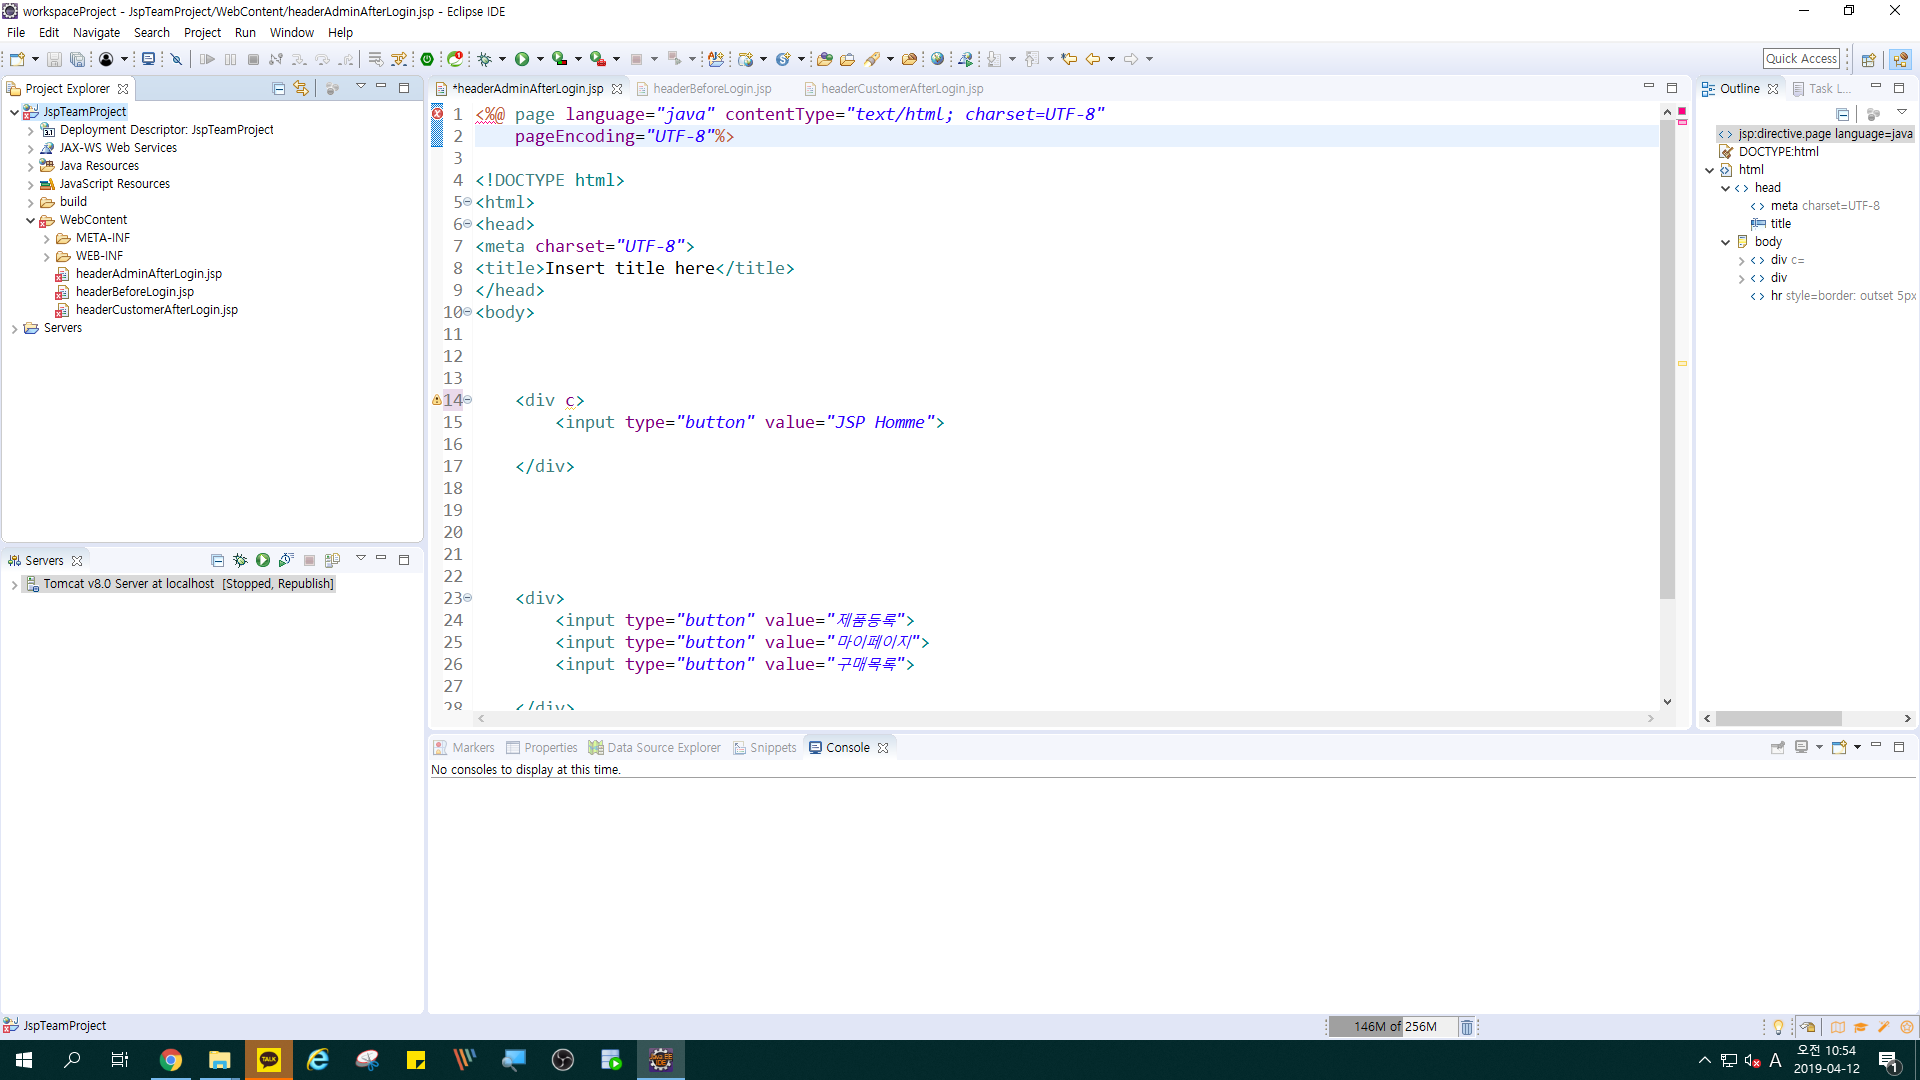 workspaceProject - JspTeamProject/WebContent/headerAdminAfterLogin.jsp - Eclipse IDE
File Edit Navigate Search Project Run Window Help
Quick Access
Project Explorer
JspTeamProject
Deployment Descriptor: JspTeamProject
JAX-WS Web Services
Java Resources
JavaScript Resources
build
WebContent
META-INF
WEB-INF
headerAdminAfterLogin.jsp
headerBeforeLogin.jsp
headerCustomerAfterLogin.jsp
Servers
Servers
Tomcat v8.0 Server at localhost [Stopped, Republish]
*headerAdminAfterLogin.jsp headerBeforeLogin.jsp headerCustomerAfterLogin.jsp
1 <%@ page language="java" contentType="text/html; charset=UTF-8"
2 pageEncoding="UTF-8"%>
3
4 <!DOCTYPE html>
5 <html>
6 <head>
7 <meta charset="UTF-8">
8 <title>Insert title here</title>
9 </head>
10 <body>
11
12
13
14 <div c>
15 <input type="button" value="JSP Homme">
16
17 </div>
18
19
20
21
22
23 <div>
24 <input type="button" value="제품등록">
25 <input type="button" value="마이페이지">
26 <input type="button" value="구매목록">
27
28 </div>
Outline Task L...
jsp:directive.page language=java
DOCTYPE:html
html
head
meta charset=UTF-8
title
body
div c=
div
hr style=border: outset 5px
Markers Properties Data Source Explorer Snippets Console
No consoles to display at this time.
JspTeamProject
146M of 256M
TALK
JAVA EE
IDE
A
오전 10:54
2019-04-12
1